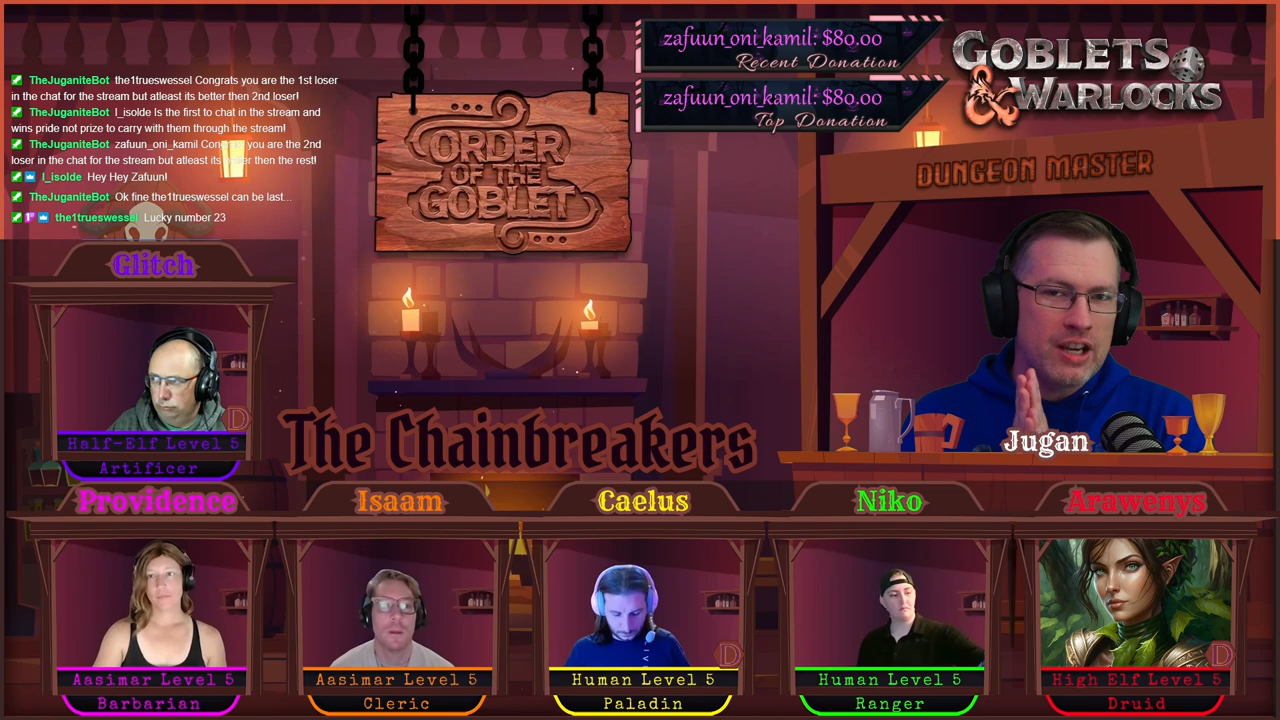 zafuun_oni_kamil: $80.00
Recent Donation
zafuun_oni_kamil: $80.00
Top Donation
GOBLETS
& WARLOCKS
TheJuganiteBot the1trueswessel Congrats you are the 1st loser
in the chat for the stream but atleast its better then 2nd loser!
TheJuganiteBot l_isolde Is the first to chat in the stream and
wins pride not prize to carry with them through the stream!
TheJuganiteBot zafuun_oni_kamil Congrats you are the 2nd
loser in the chat for the stream but atleast its better then the rest!
l_isolde Hey Hey Zafuun!
TheJuganiteBot Ok fine the1trueswessel can be last...
the1trueswessel Lucky number 23
ORDER
OF THE
GOBLET
DUNGEON MASTER
Jugan
Glitch
Half-Elf Level 5
Artificer
The Chainbreakers
Providence
Aasimar Level 5
Barbarian
Isaam
Aasimar Level 5
Cleric
Caelus
Human Level 5
Paladin
Niko
Human Level 5
Ranger
Arawenys
High Elf Level 5
Druid